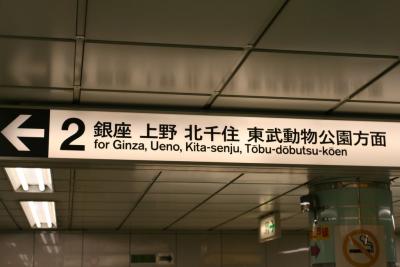 2 銀座 上野 北千住 東武動物公園方面
for Ginza, Ueno, Kita-senju, Tōbu-dōbutsu-kōen